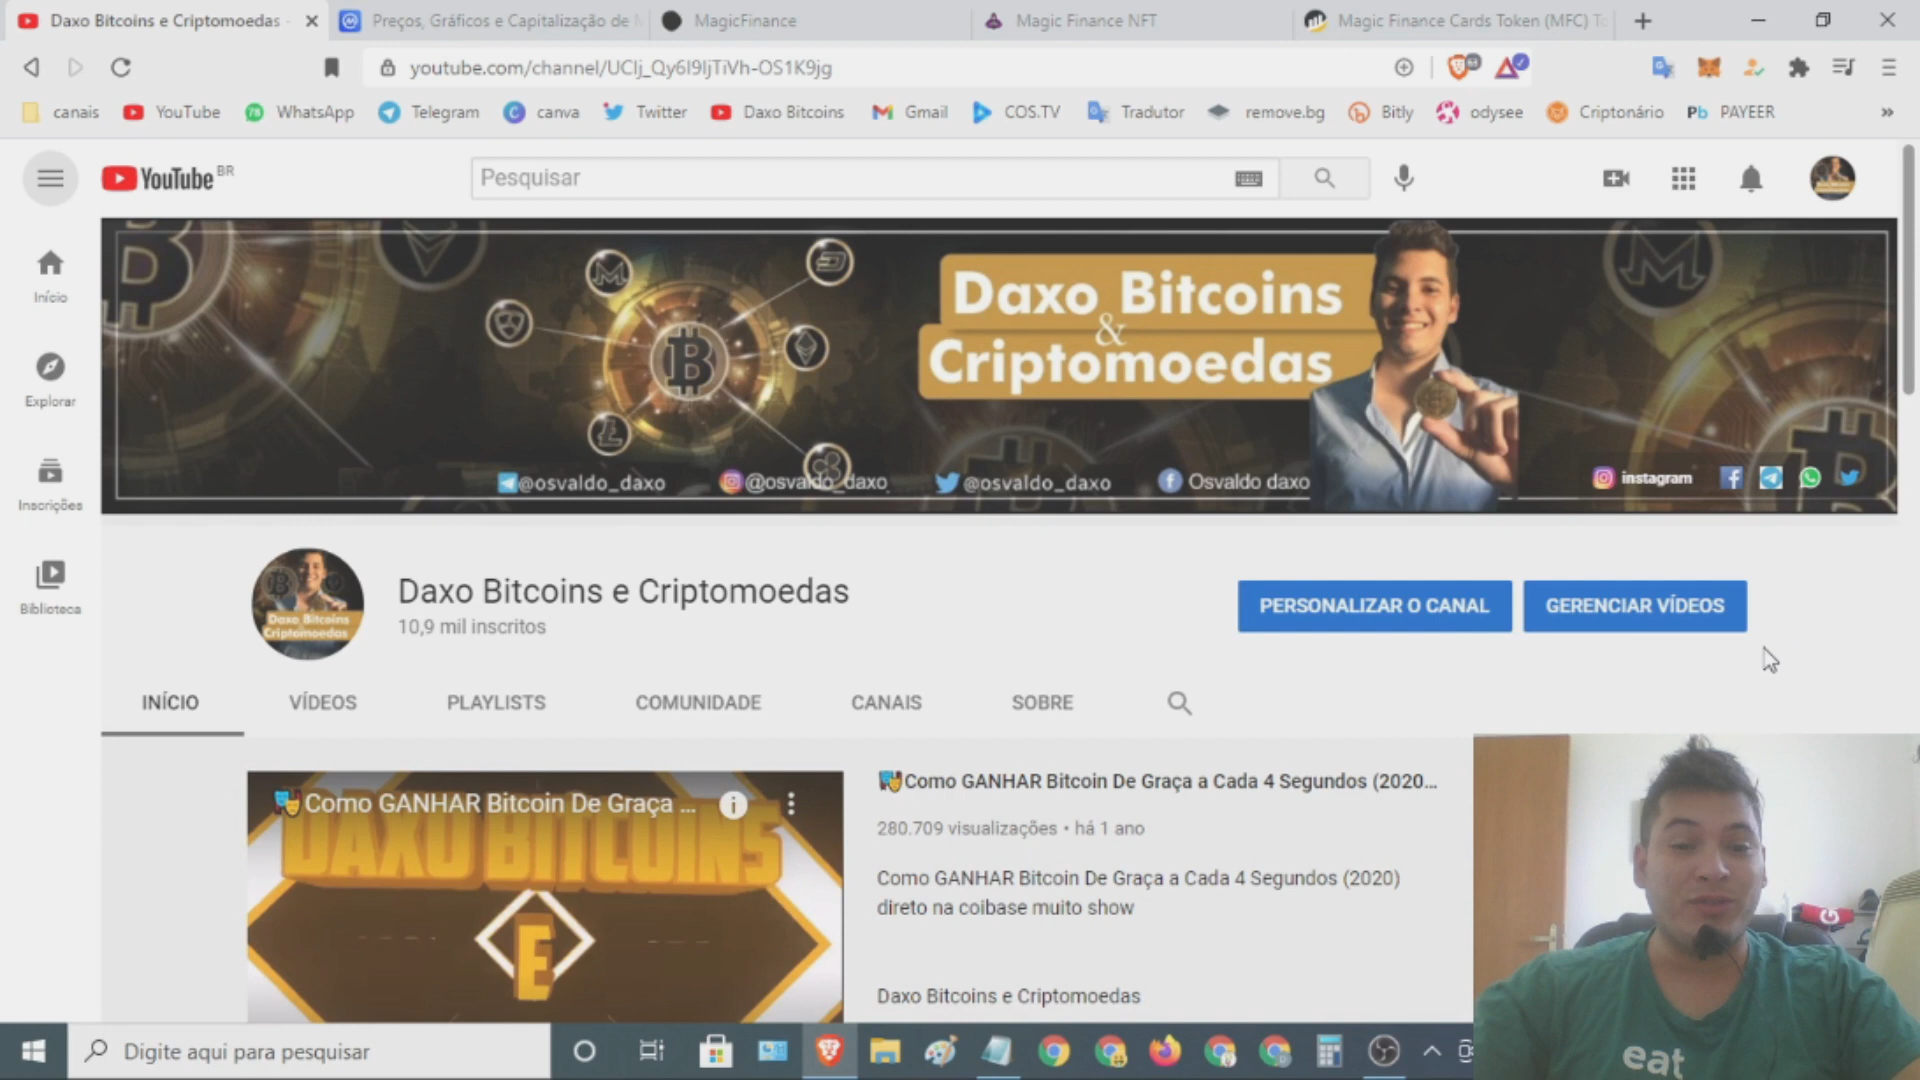 Daxo Bitcoins e Criptomoedas -
Preços, Gráficos e Capitalização de
MagicFinance
Magic Finance NFT
Magic Finance Cards Token (MFC) To
youtube.com/channel/UClj_Qy6I9IjTiVh-OS1K9jg
canais
YouTube
WhatsApp
Telegram
canva
Twitter
Daxo Bitcoins
Gmail
COS.TV
Tradutor
remove.bg
Bitly
odysee
Criptonário
Pb PAYEER
YouTube BR
Pesquisar
Início
Explorar
Inscrições
Biblioteca
Daxo Bitcoins
&
Criptomoedas
@osvaldo_daxo
@osvaldo_daxo
@osvaldo_daxo
Osvaldo daxo
instagram
Daxo Bitcoins
Criptomoedas
Daxo Bitcoins e Criptomoedas
10,9 mil inscritos
PERSONALIZAR O CANAL
GERENCIAR VÍDEOS
INÍCIO
VÍDEOS
PLAYLISTS
COMUNIDADE
CANAIS
SOBRE
Como GANHAR Bitcoin De Graça ...
DAXO BITCOINS
E
Como GANHAR Bitcoin De Graça a Cada 4 Segundos (2020...
280.709 visualizações • há 1 ano
Como GANHAR Bitcoin De Graça a Cada 4 Segundos (2020)
direto na coibase muito show
Daxo Bitcoins e Criptomoedas
Digite aqui para pesquisar
eat